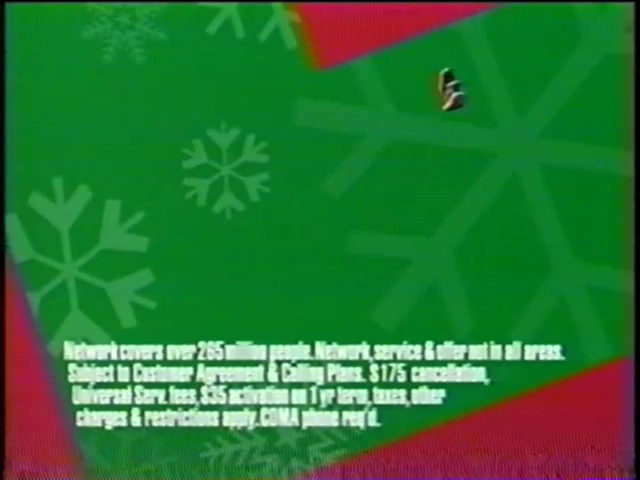 Network covers over 265 million people. Network, service & offer not in all areas.
Subject to Customer Agreement & Calling Plans. $175 cancellation,
Universal Serv. fees, $35 activation on 1 yr term, taxes, other
charges & restrictions apply. CDMA phone req'd.